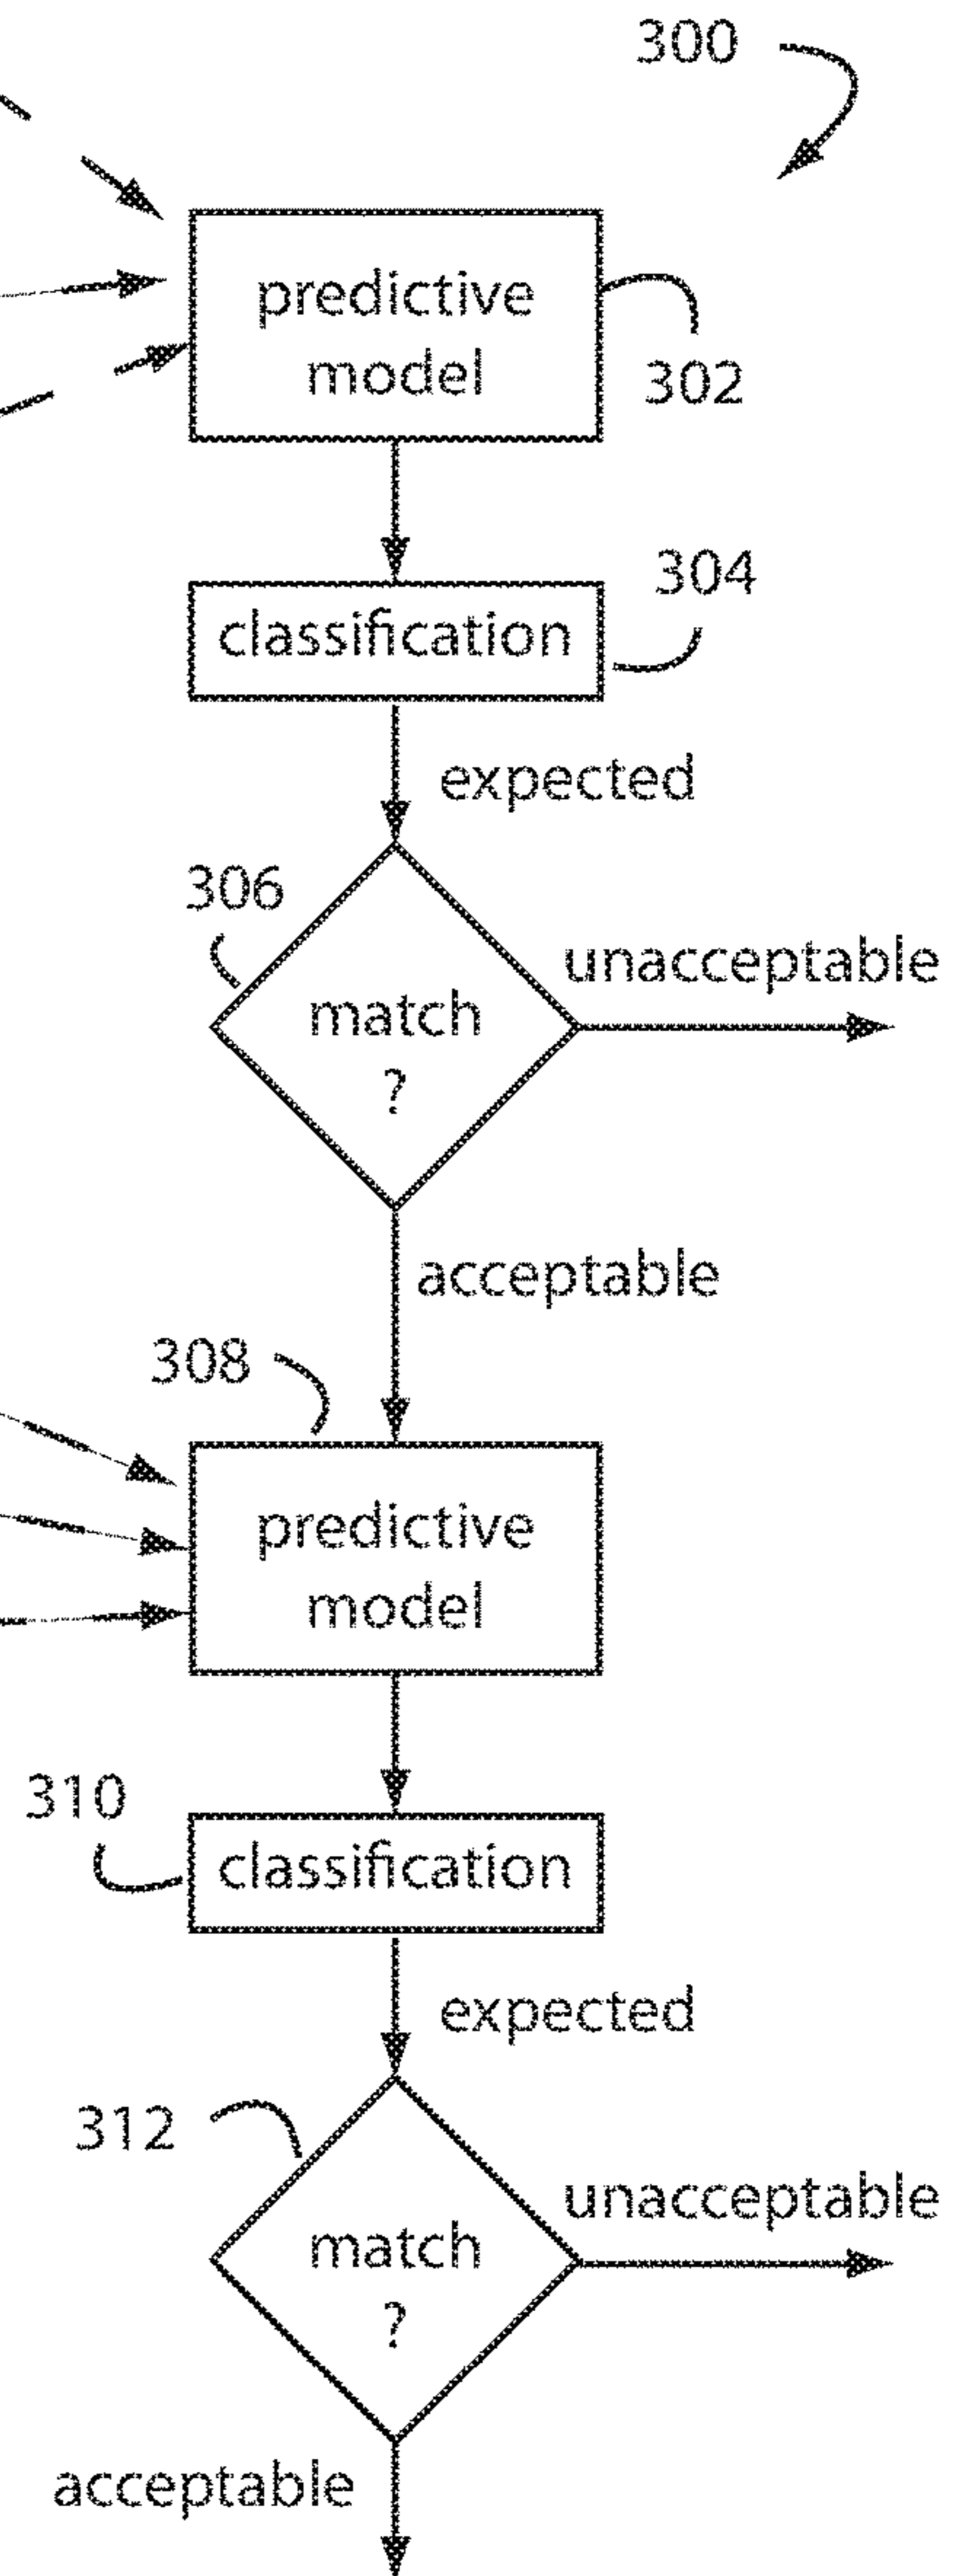 300
predictive
model
302
304
classification
expected
306
unacceptable
match
?
acceptable
308
predictive
model
310
classification
expected
312
unacceptable
match
?
acceptable